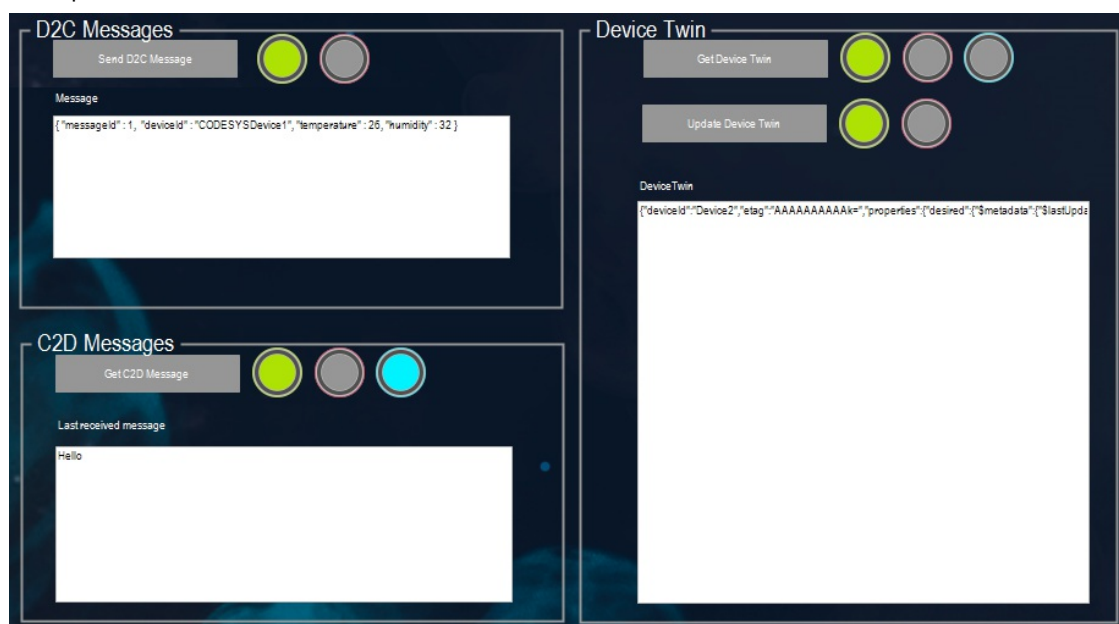 D2C Messages
Send D2C Message
Message
{ "messageId" : 1, "deviceId" : "CODESYSDevice1", "temperature" : 26, "humidity" : 32 }
C2D Messages
Get C2D Message
Last received message
Hello
Device Twin
Get Device Twin
Update Device Twin
DeviceTwin
{"deviceId":"Device2","etag":"AAAAAAAAAAk=","properties":{"desired":{"$metadata":{"$lastUpda